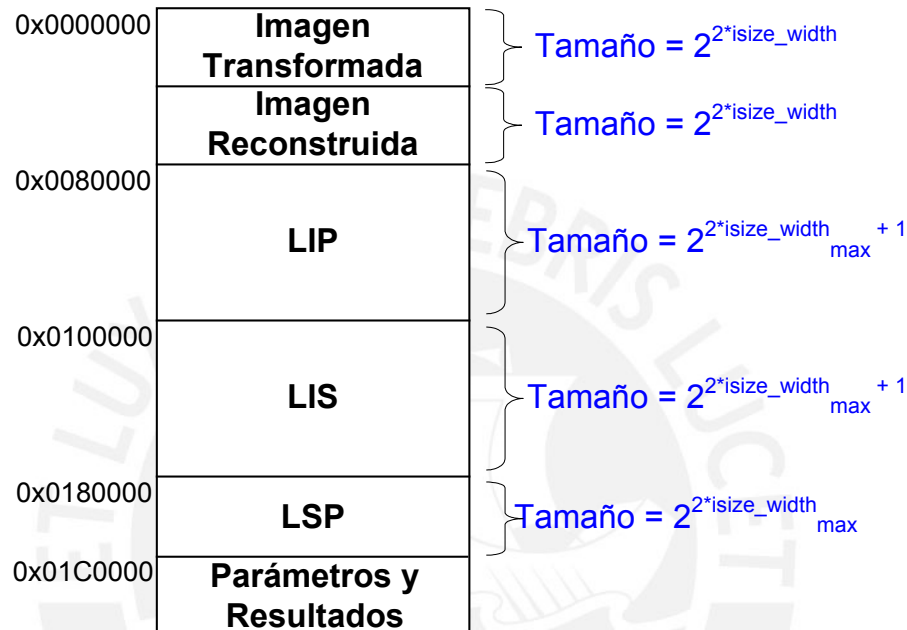 0x0000000
Imagen
Transformada
Tamaño = 2^2*isize_width
Imagen
Reconstruida
Tamaño = 2^2*isize_width
0x0080000
LIP
Tamaño = 2^2*isize_width_max + 1
0x0100000
LIS
Tamaño = 2^2*isize_width_max + 1
0x0180000
LSP
Tamaño = 2^2*isize_width_max
0x01C0000
Parámetros y
Resultados